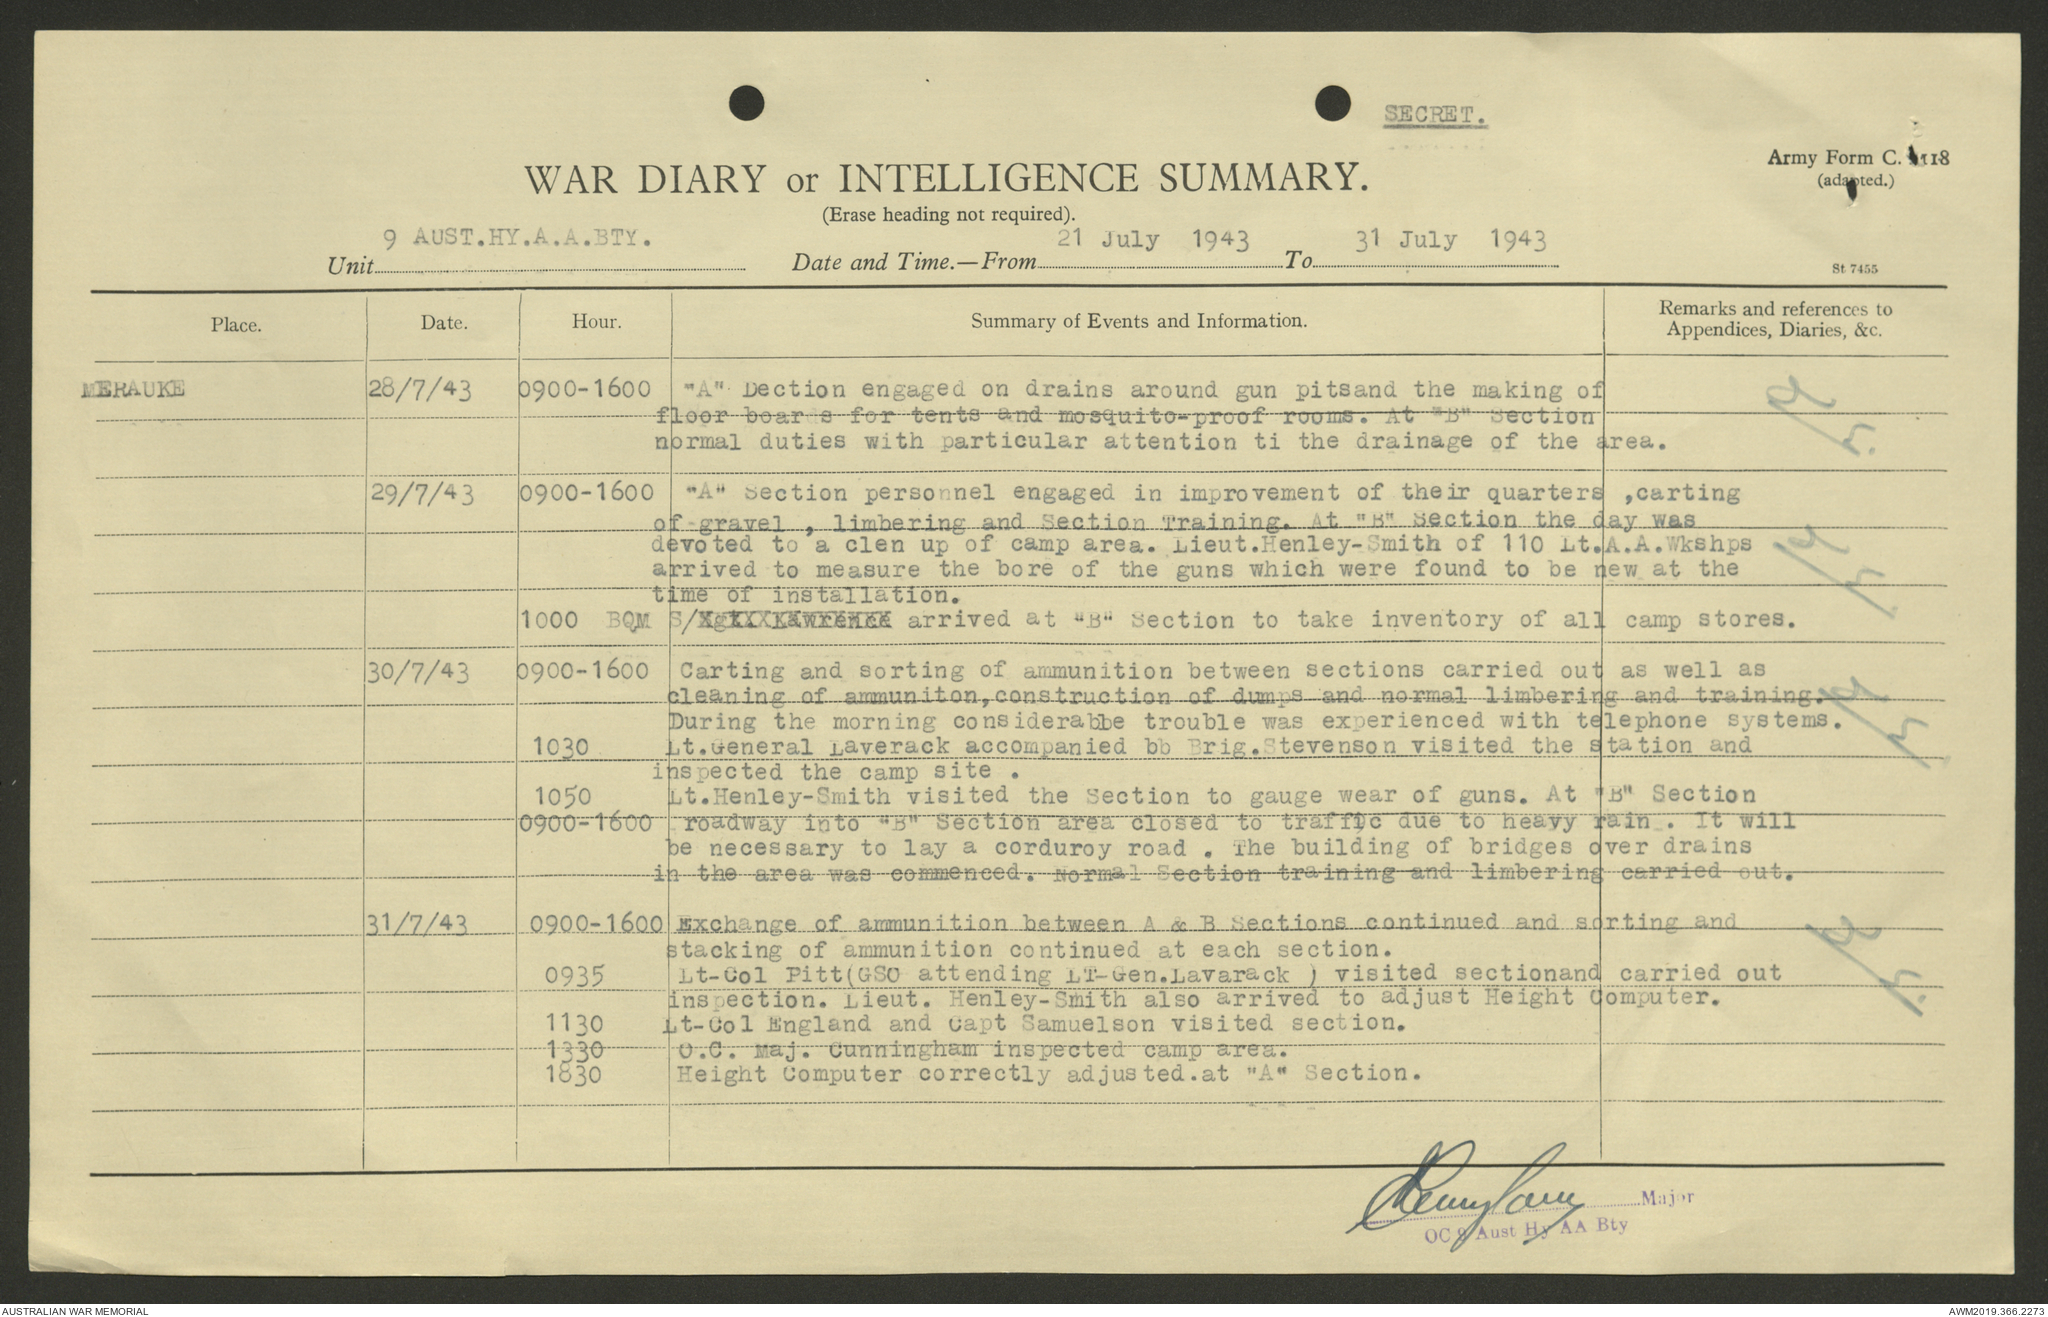 SECRET.
Army Form C. 2118
(adapted.)
WAR DIARY or INTELLIGENCE SUMMARY.
(Erase heading not required).
9 AUST.HY.A.A.BTY. 21 July 1943 31 July 1943
Unit Date and Time.—From To
St 7455
Place. Date. Hour. Summary of Events and Information. Remarks and references to
Appendices, Diaries, &c.
MERAUKE 28/7/43 0900-1600 "A" Dection engaged on drains around gun pitsand the making of
floor boards for tents and mosquito-proof rooms. At "B" Section
normal duties with particular attention ti the drainage of the area.
29/7/43 0900-1600 "A" Section personnel engaged in improvement of their quarters ,carting
of gravel , limbering and Section Training. At "B" Section the day was
devoted to a clen up of camp area. Lieut.Henley-Smith of 110 Lt.A.A.Wkshps
arrived to measure the bore of the guns which were found to be new at the
time of installation.
1000 BQM S/ arrived at "B" Section to take inventory of all camp stores.
30/7/43 0900-1600 Carting and sorting of ammunition between sections carried out as well as
cleaning of ammuniton,construction of dumps and normal limbering and training.
During the morning considerabbe trouble was experienced with telephone systems.
1030 Lt.General Laverack accompanied bb Brig.Stevenson visited the station and
inspected the camp site .
1050 Lt.Henley-Smith visited the Section to gauge wear of guns. At "B" Section
0900-1600 roadway into "B" Section area closed to traffic due to heavy rain . It will
be necessary to lay a corduroy road . The building of bridges over drains
in the area was commenced. Normal Section training and limbering carried out.
31/7/43 0900-1600 Exchange of ammunition between A & B Sections continued and sorting and
stacking of ammunition continued at each section.
0935 Lt-Col Pitt(GSO attending LT-Gen.Lavarack ) visited sectionand carried out
inspection. Lieut. Henley-Smith also arrived to adjust Height Computer.
1130 Lt-Col England and Capt Samuelson visited section.
1330 O.C. Maj. Cunningham inspected camp area.
1830 Height Computer correctly adjusted.at "A" Section.
Major
OC 9 Aust Hy AA Bty
AUSTRALIAN WAR MEMORIAL
AWM2019.366.2273